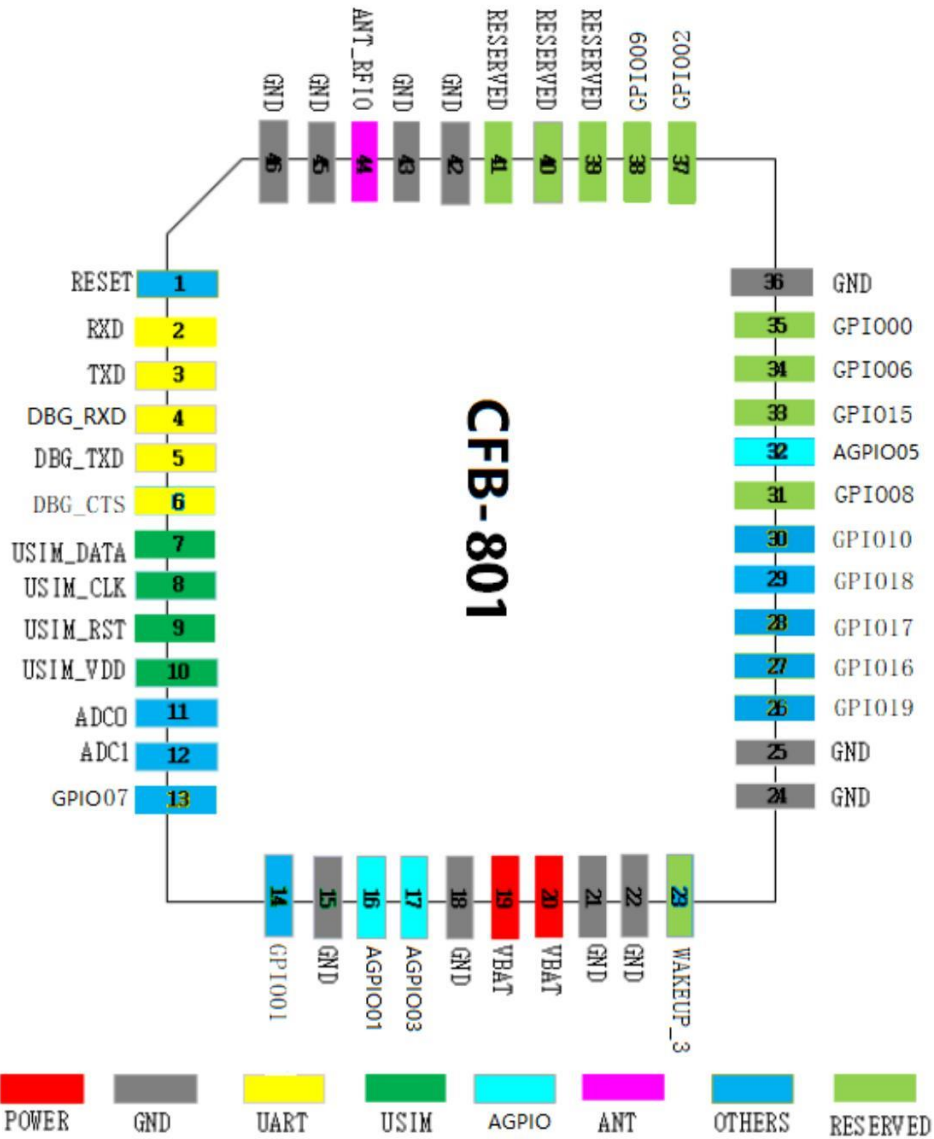 GND
GND
ANT_RFIO
GND
GND
RESERVED
RESERVED
RESERVED
GPIO09
GPIO02
46
45
44
43
42
41
40
39
38
37
RESET 1
RXD 2
TXD 3
DBG_RXD 4
DBG_TXD 5
DBG_CTS 6
USIM_DATA 7
USIM_CLK 8
USIM_RST 9
USIM_VDD 10
ADC0 11
ADC1 12
GPIO07 13
CFB-801
36 GND
35 GPIO00
34 GPIO06
33 GPIO15
32 AGPIO05
31 GPIO08
30 GPIO10
29 GPIO18
28 GPIO17
27 GPIO16
26 GPIO19
25 GND
24 GND
14
15
16
17
18
19
20
21
22
23
GPIO01
GND
AGPIO01
AGPIO03
GND
VBAT
VBAT
GND
GND
WAKEUP_3
POWER GND UART USIM AGPIO ANT OTHERS RESERVED